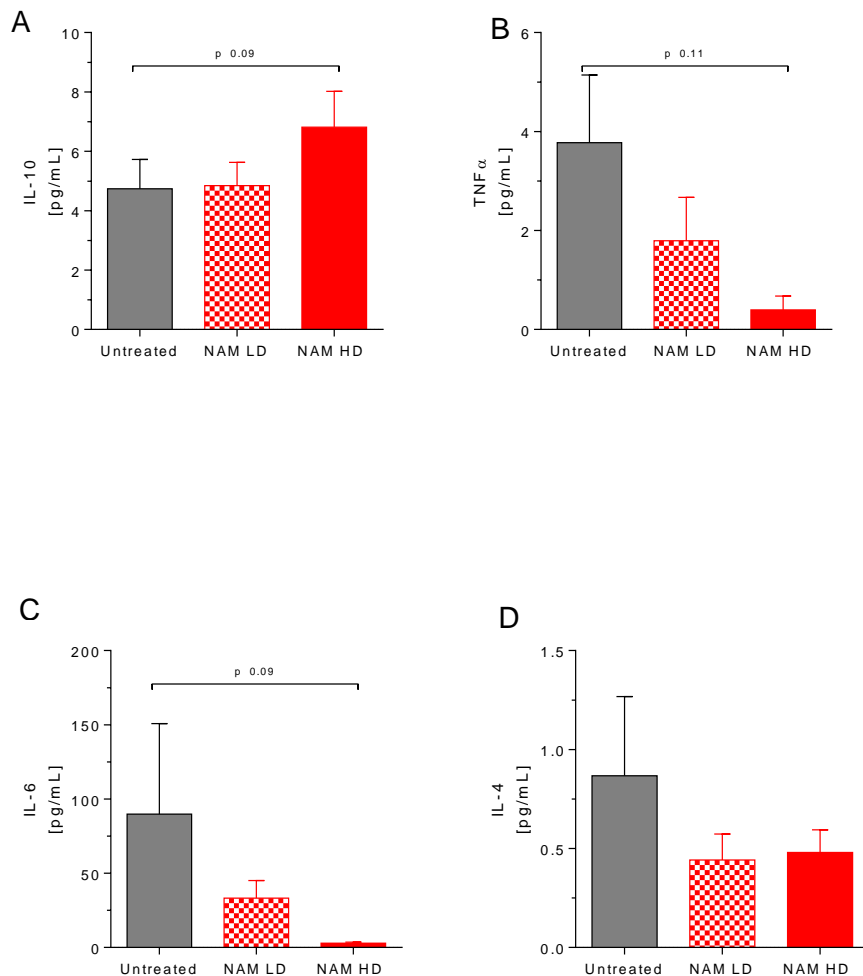 A
10
8
6
4
2
0
IL-10
[pg/mL]
p 0.09
Untreated NAM LD NAM HD
B
6
4
2
0
TNFα
[pg/mL]
p 0.11
Untreated NAM LD NAM HD
C
200
150
100
50
0
IL-6
[pg/mL]
p 0.09
Untreated NAM LD NAM HD
D
1.5
1.0
0.5
0.0
IL-4
[pg/mL]
Untreated NAM LD NAM HD